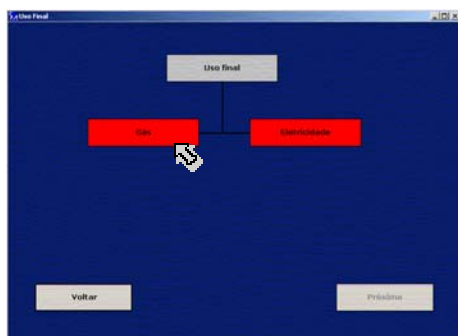 Uso Final
Uso final
Gás
Eletricidade
Voltar
Próximo